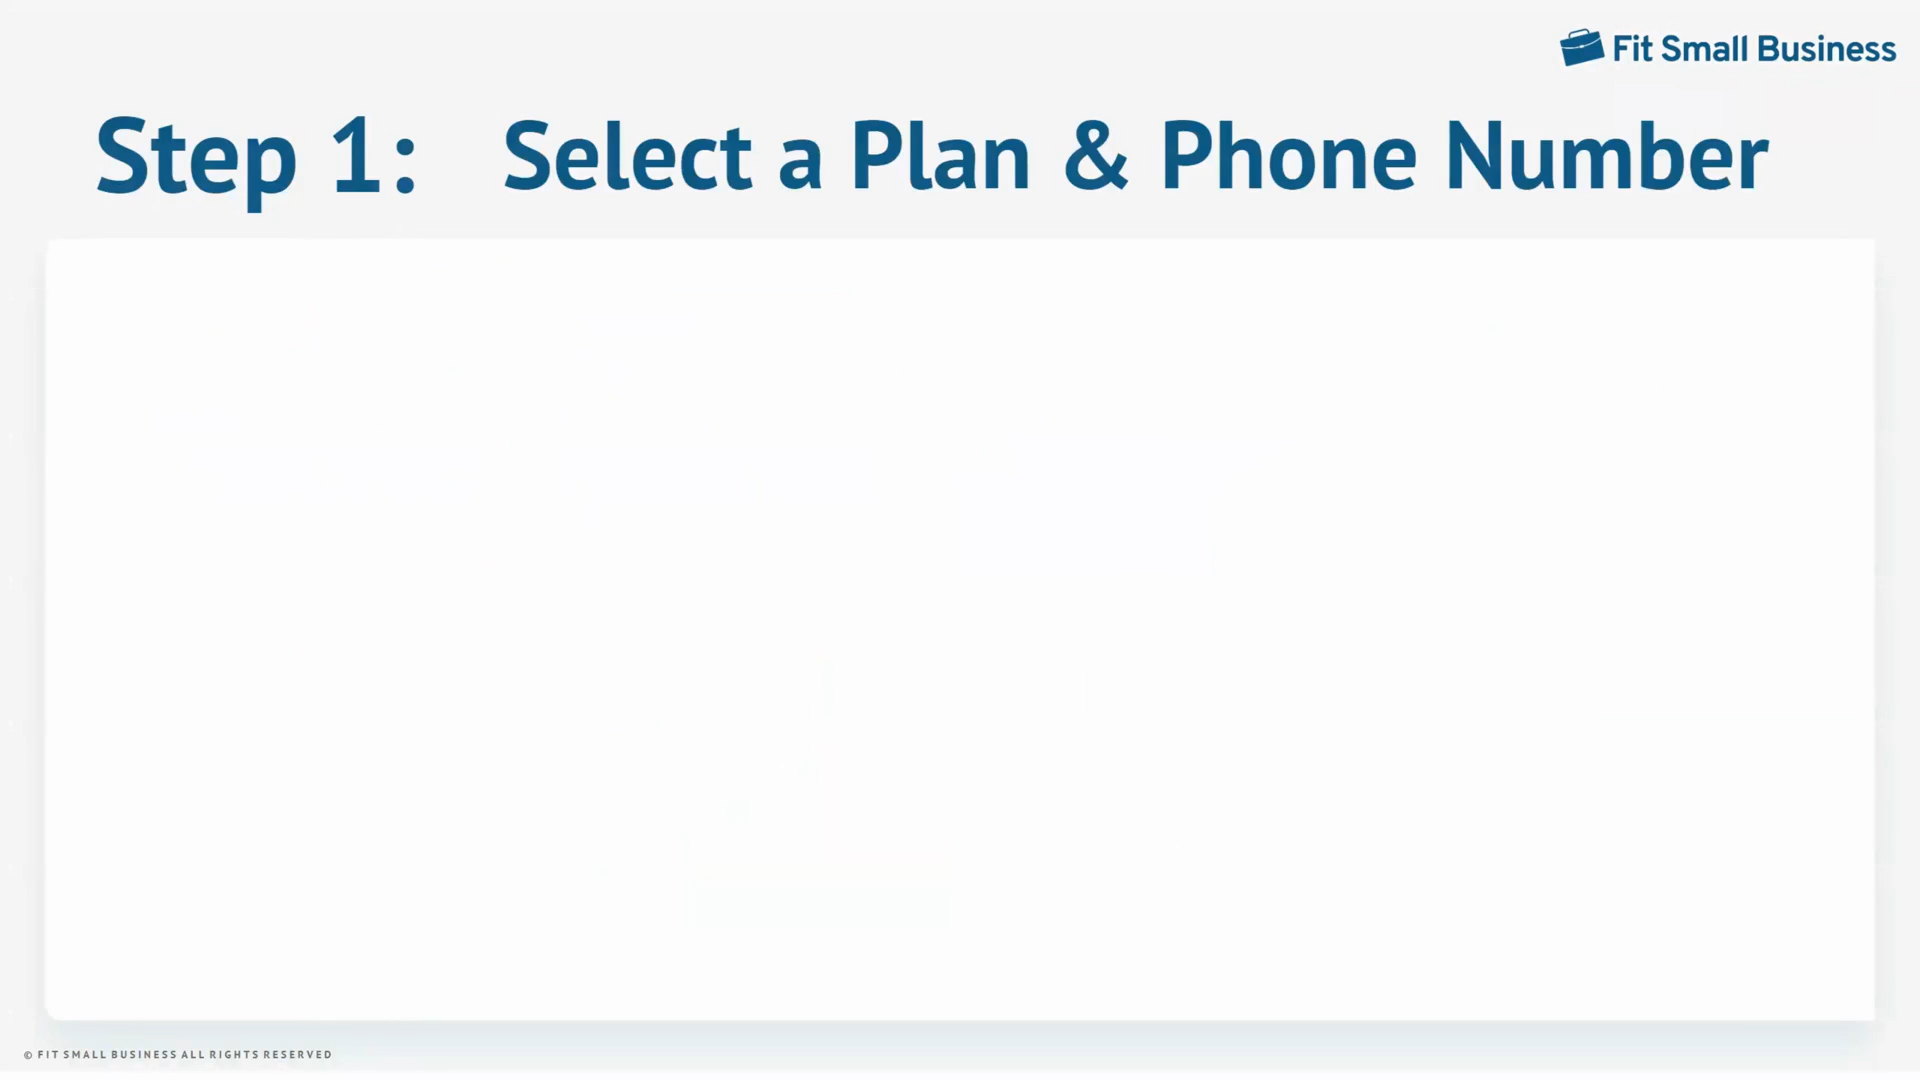 Fit Small Business
Step 1: Select a Plan & Phone Number
© FIT SMALL BUSINESS ALL RIGHTS RESERVED